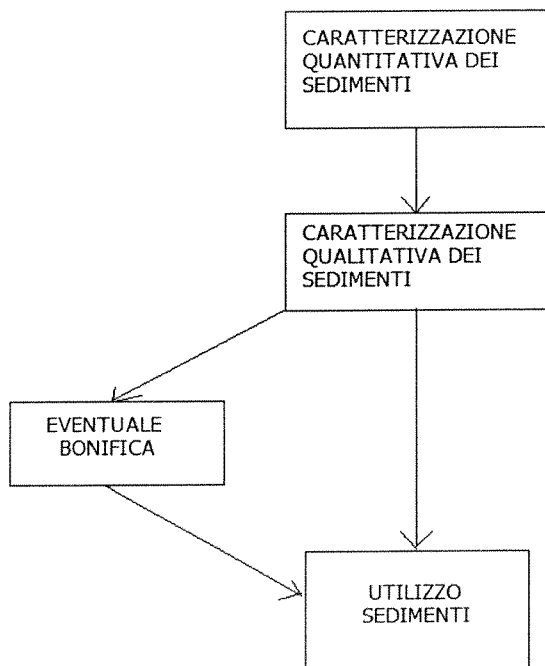 CARATTERIZZAZIONE
QUANTITATIVA DEI
SEDIMENTI
CARATTERIZZAZIONE
QUALITATIVA DEI
SEDIMENTI
EVENTUALE
BONIFICA
UTILIZZO
SEDIMENTI